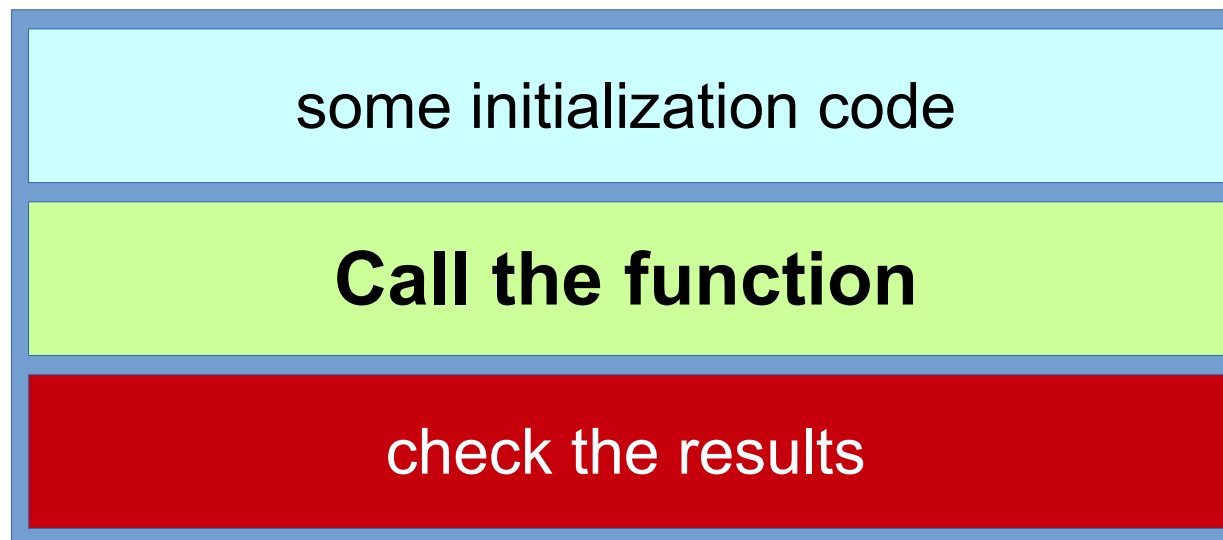 some initialization code
Call the function
check the results